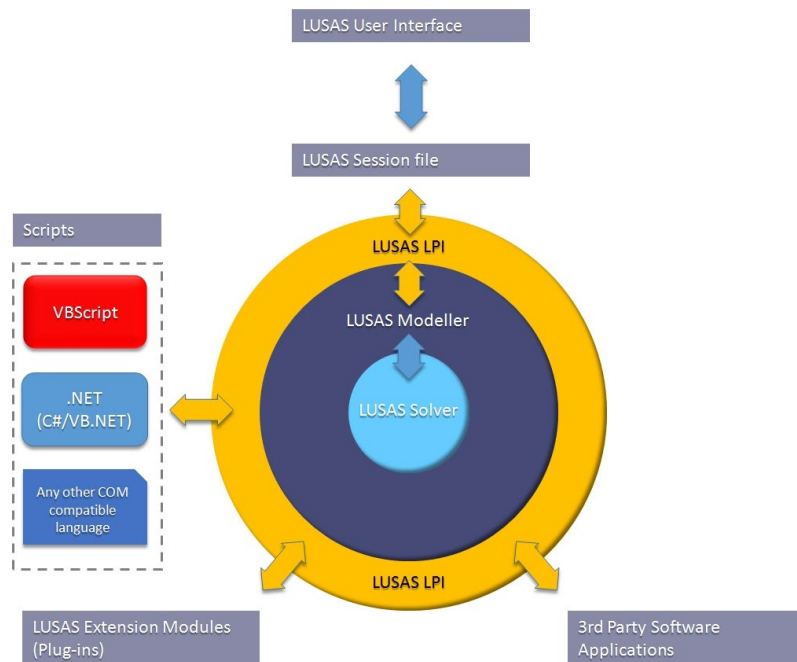 LUSAS User Interface
LUSAS Session file
Scripts
LUSAS LPI
VBScript
LUSAS Modeller
.NET
(C#/VB.NET)
LUSAS Solver
Any other COM
compatible
language
LUSAS LPI
LUSAS Extension Modules
(Plug-ins)
3rd Party Software
Applications